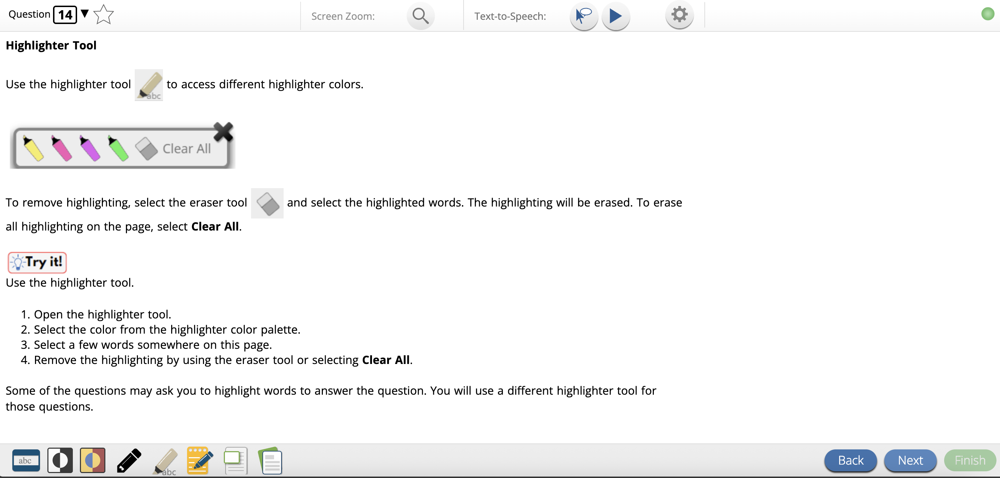 Question 14 ▼
Screen Zoom:
Text-to-Speech:
Highlighter Tool
Use the highlighter tool abc to access different highlighter colors.
Clear All
To remove highlighting, select the eraser tool and select the highlighted words. The highlighting will be erased. To erase
all highlighting on the page, select Clear All.
Try it!
Use the highlighter tool.
1. Open the highlighter tool.
2. Select the color from the highlighter color palette.
3. Select a few words somewhere on this page.
4. Remove the highlighting by using the eraser tool or selecting Clear All.
Some of the questions may ask you to highlight words to answer the question. You will use a different highlighter tool for
those questions.
abc
abc
Back
Next
Finish